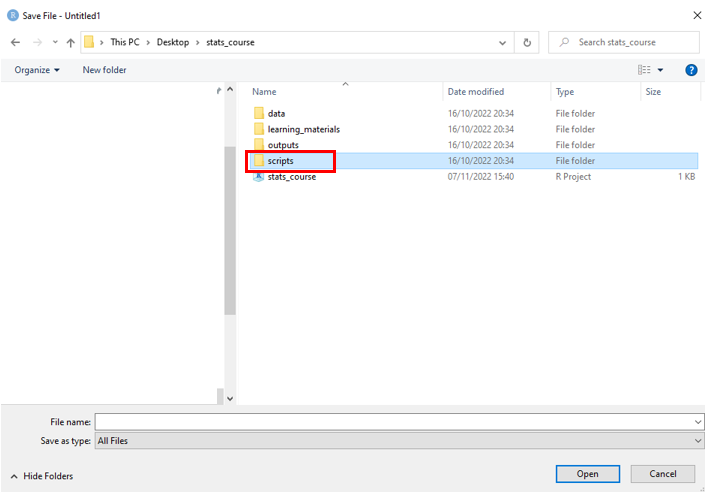 Save File - Untitled1
This PC > Desktop > stats_course
Search stats_course
Organize New folder
Name Date modified Type Size
data 16/10/2022 20:34 File folder
learning_materials 16/10/2022 20:34 File folder
outputs 16/10/2022 20:34 File folder
scripts 16/10/2022 20:34 File folder
stats_course 07/11/2022 15:40 R Project 1 KB
File name:
Save as type: All Files
Hide Folders Open Cancel